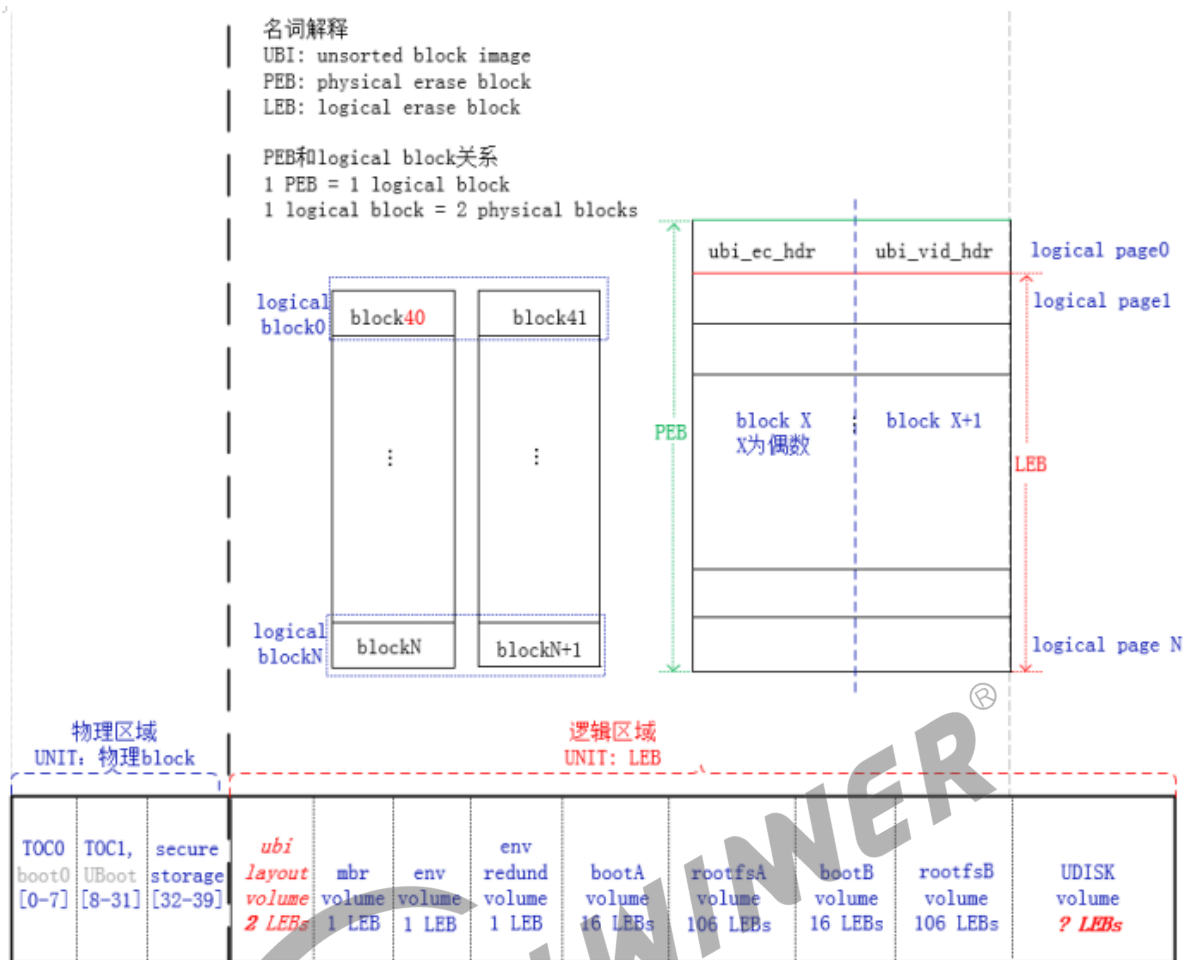 名词解释
UBI: unsorted block image
PEB: physical erase block
LEB: logical erase block
PEB和logical block关系
1 PEB = 1 logical block
1 logical block = 2 physical blocks
logical
block0
block40
block41
⋮
⋮
logical
blockN
blockN
blockN+1
ubi_ec_hdr
ubi_vid_hdr
logical page0
logical page1
PEB
block X
X为偶数
⋮
block X+1
LEB
logical page N
物理区域
UNIT: 物理block
逻辑区域
UNIT: LEB
TOC0
boot0
[0-7]
TOC1,
UBoot
[8-31]
secure
storage
[32-39]
ubi
layout
volume
2 LEBs
mbr
volume
1 LEB
env
volume
1 LEB
env
redund
volume
1 LEB
bootA
volume
16 LEBs
rootfsA
volume
106 LEBs
bootB
volume
16 LEBs
rootfsB
volume
106 LEBs
UDISK
volume
? LEBs
WINNER®